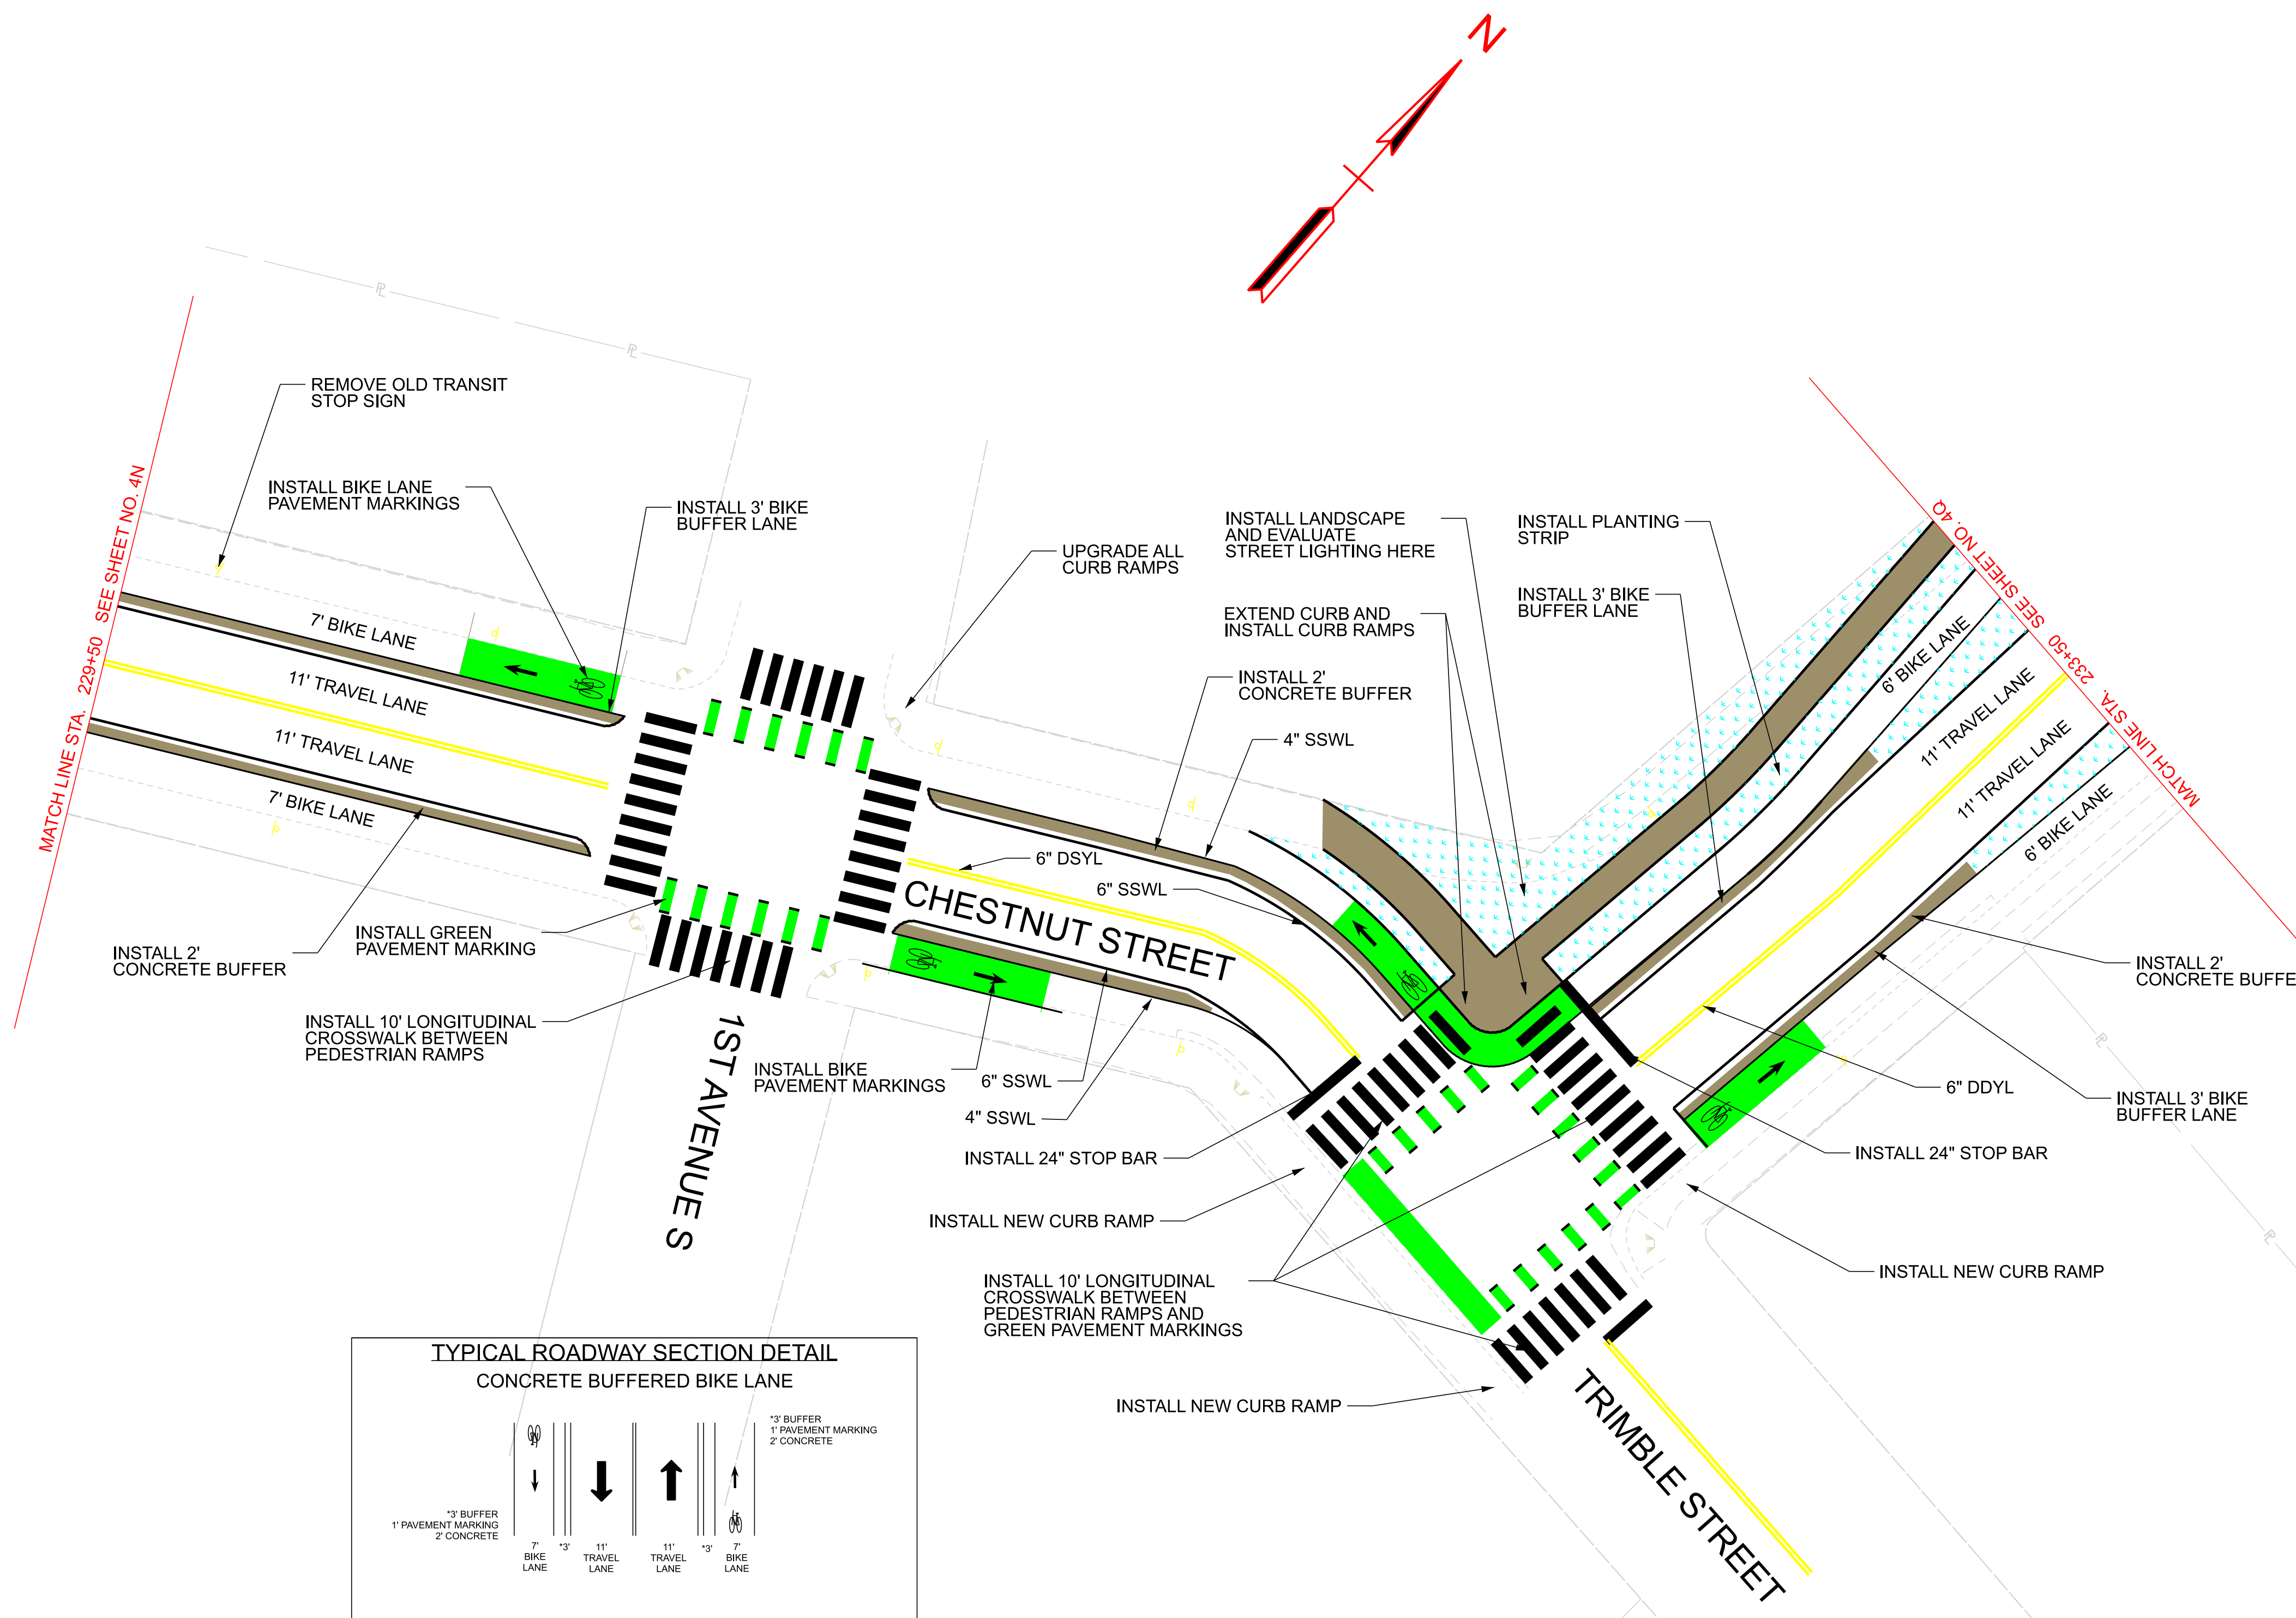 N
℄
℄
REMOVE OLD TRANSIT
STOP SIGN
INSTALL BIKE LANE
PAVEMENT MARKINGS
INSTALL 3' BIKE
BUFFER LANE
UPGRADE ALL
CURB RAMPS
INSTALL LANDSCAPE
AND EVALUATE
STREET LIGHTING HERE
INSTALL PLANTING
STRIP
EXTEND CURB AND
INSTALL CURB RAMPS
INSTALL 3' BIKE
BUFFER LANE
INSTALL 2'
CONCRETE BUFFER
4" SSWL
MATCH LINE STA. 229+50 SEE SHEET NO. 4N
MATCH LINE STA. 233+50 SEE SHEET NO. 4Q
7' BIKE LANE
11' TRAVEL LANE
11' TRAVEL LANE
7' BIKE LANE
6' BIKE LANE
11' TRAVEL LANE
11' TRAVEL LANE
6' BIKE LANE
6" DSYL
6" SSWL
CHESTNUT STREET
INSTALL 2'
CONCRETE BUFFER
INSTALL GREEN
PAVEMENT MARKING
INSTALL 10' LONGITUDINAL
CROSSWALK BETWEEN
PEDESTRIAN RAMPS
1ST AVENUE S
INSTALL BIKE
PAVEMENT MARKINGS
6" SSWL
4" SSWL
INSTALL 24" STOP BAR
INSTALL NEW CURB RAMP
INSTALL 10' LONGITUDINAL
CROSSWALK BETWEEN
PEDESTRIAN RAMPS AND
GREEN PAVEMENT MARKINGS
INSTALL NEW CURB RAMP
INSTALL 2'
CONCRETE BUFFE
6" DDYL
INSTALL 3' BIKE
BUFFER LANE
INSTALL 24" STOP BAR
INSTALL NEW CURB RAMP
TRIMBLE STREET
TYPICAL ROADWAY SECTION DETAIL
CONCRETE BUFFERED BIKE LANE
*3' BUFFER
1' PAVEMENT MARKING
2' CONCRETE
*3' BUFFER
1' PAVEMENT MARKING
2' CONCRETE
7'
BIKE
LANE
*3'
11'
TRAVEL
LANE
11'
TRAVEL
LANE
*3'
7'
BIKE
LANE